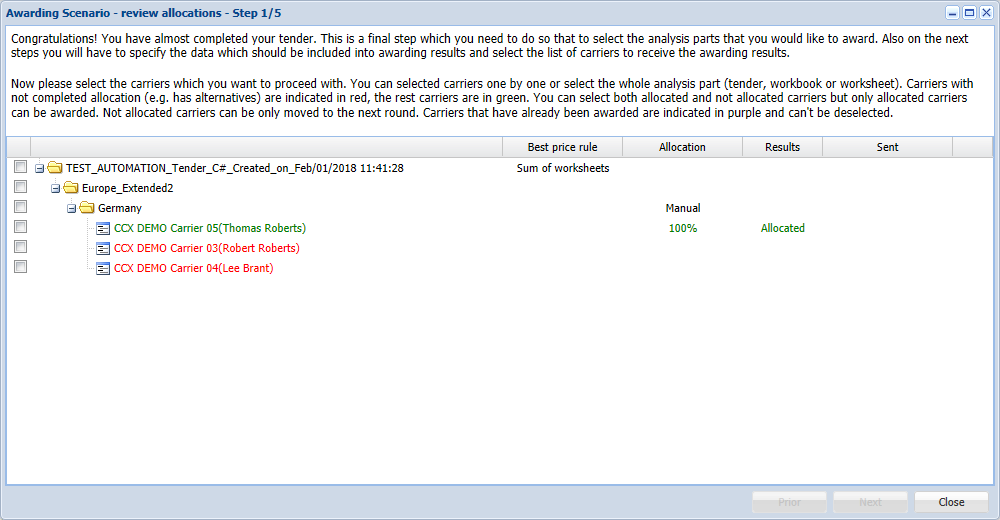 Awarding Scenario - review allocations - Step 1/5
Congratulations! You have almost completed your tender. This is a final step which you need to do so that to select the analysis parts that you would like to award. Also on the next
steps you will have to specify the data which should be included into awarding results and select the list of carriers to receive the awarding results.
Now please select the carriers which you want to proceed with. You can selected carriers one by one or select the whole analysis part (tender, workbook or worksheet). Carriers with
not completed allocation (e.g. has alternatives) are indicated in red, the rest carriers are in green. You can select both allocated and not allocated carriers but only allocated carriers
can be awarded. Not allocated carriers can be only moved to the next round. Carriers that have already been awarded are indicated in purple and can't be deselected.
Best price rule Allocation Results Sent
TEST_AUTOMATION_Tender_C#_Created_on_Feb/01/2018 11:41:28 Sum of worksheets
Europe_Extended2
Germany Manual
CCX DEMO Carrier 05(Thomas Roberts) 100% Allocated
CCX DEMO Carrier 03(Robert Roberts)
CCX DEMO Carrier 04(Lee Brant)
Prior Next Close